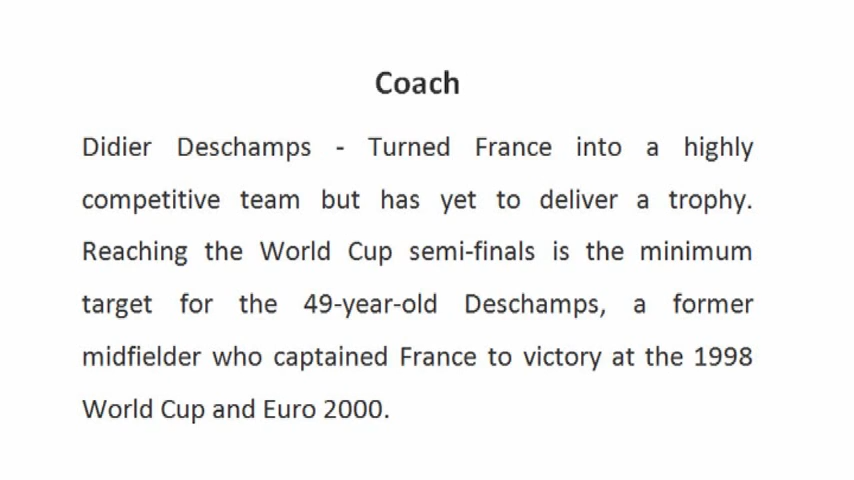 Coach
Didier Deschamps - Turned France into a highly
competitive team but has yet to deliver a trophy.
Reaching the World Cup semi-finals is the minimum
target for the 49-year-old Deschamps, a former
midfielder who captained France to victory at the 1998
World Cup and Euro 2000.